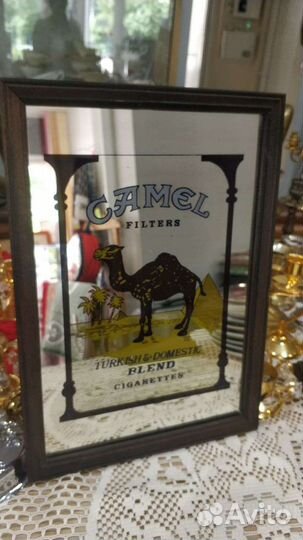 CAMEL
FILTERS
TURKISH & DOMESTIC
BLEND
CIGARETTES
Avito